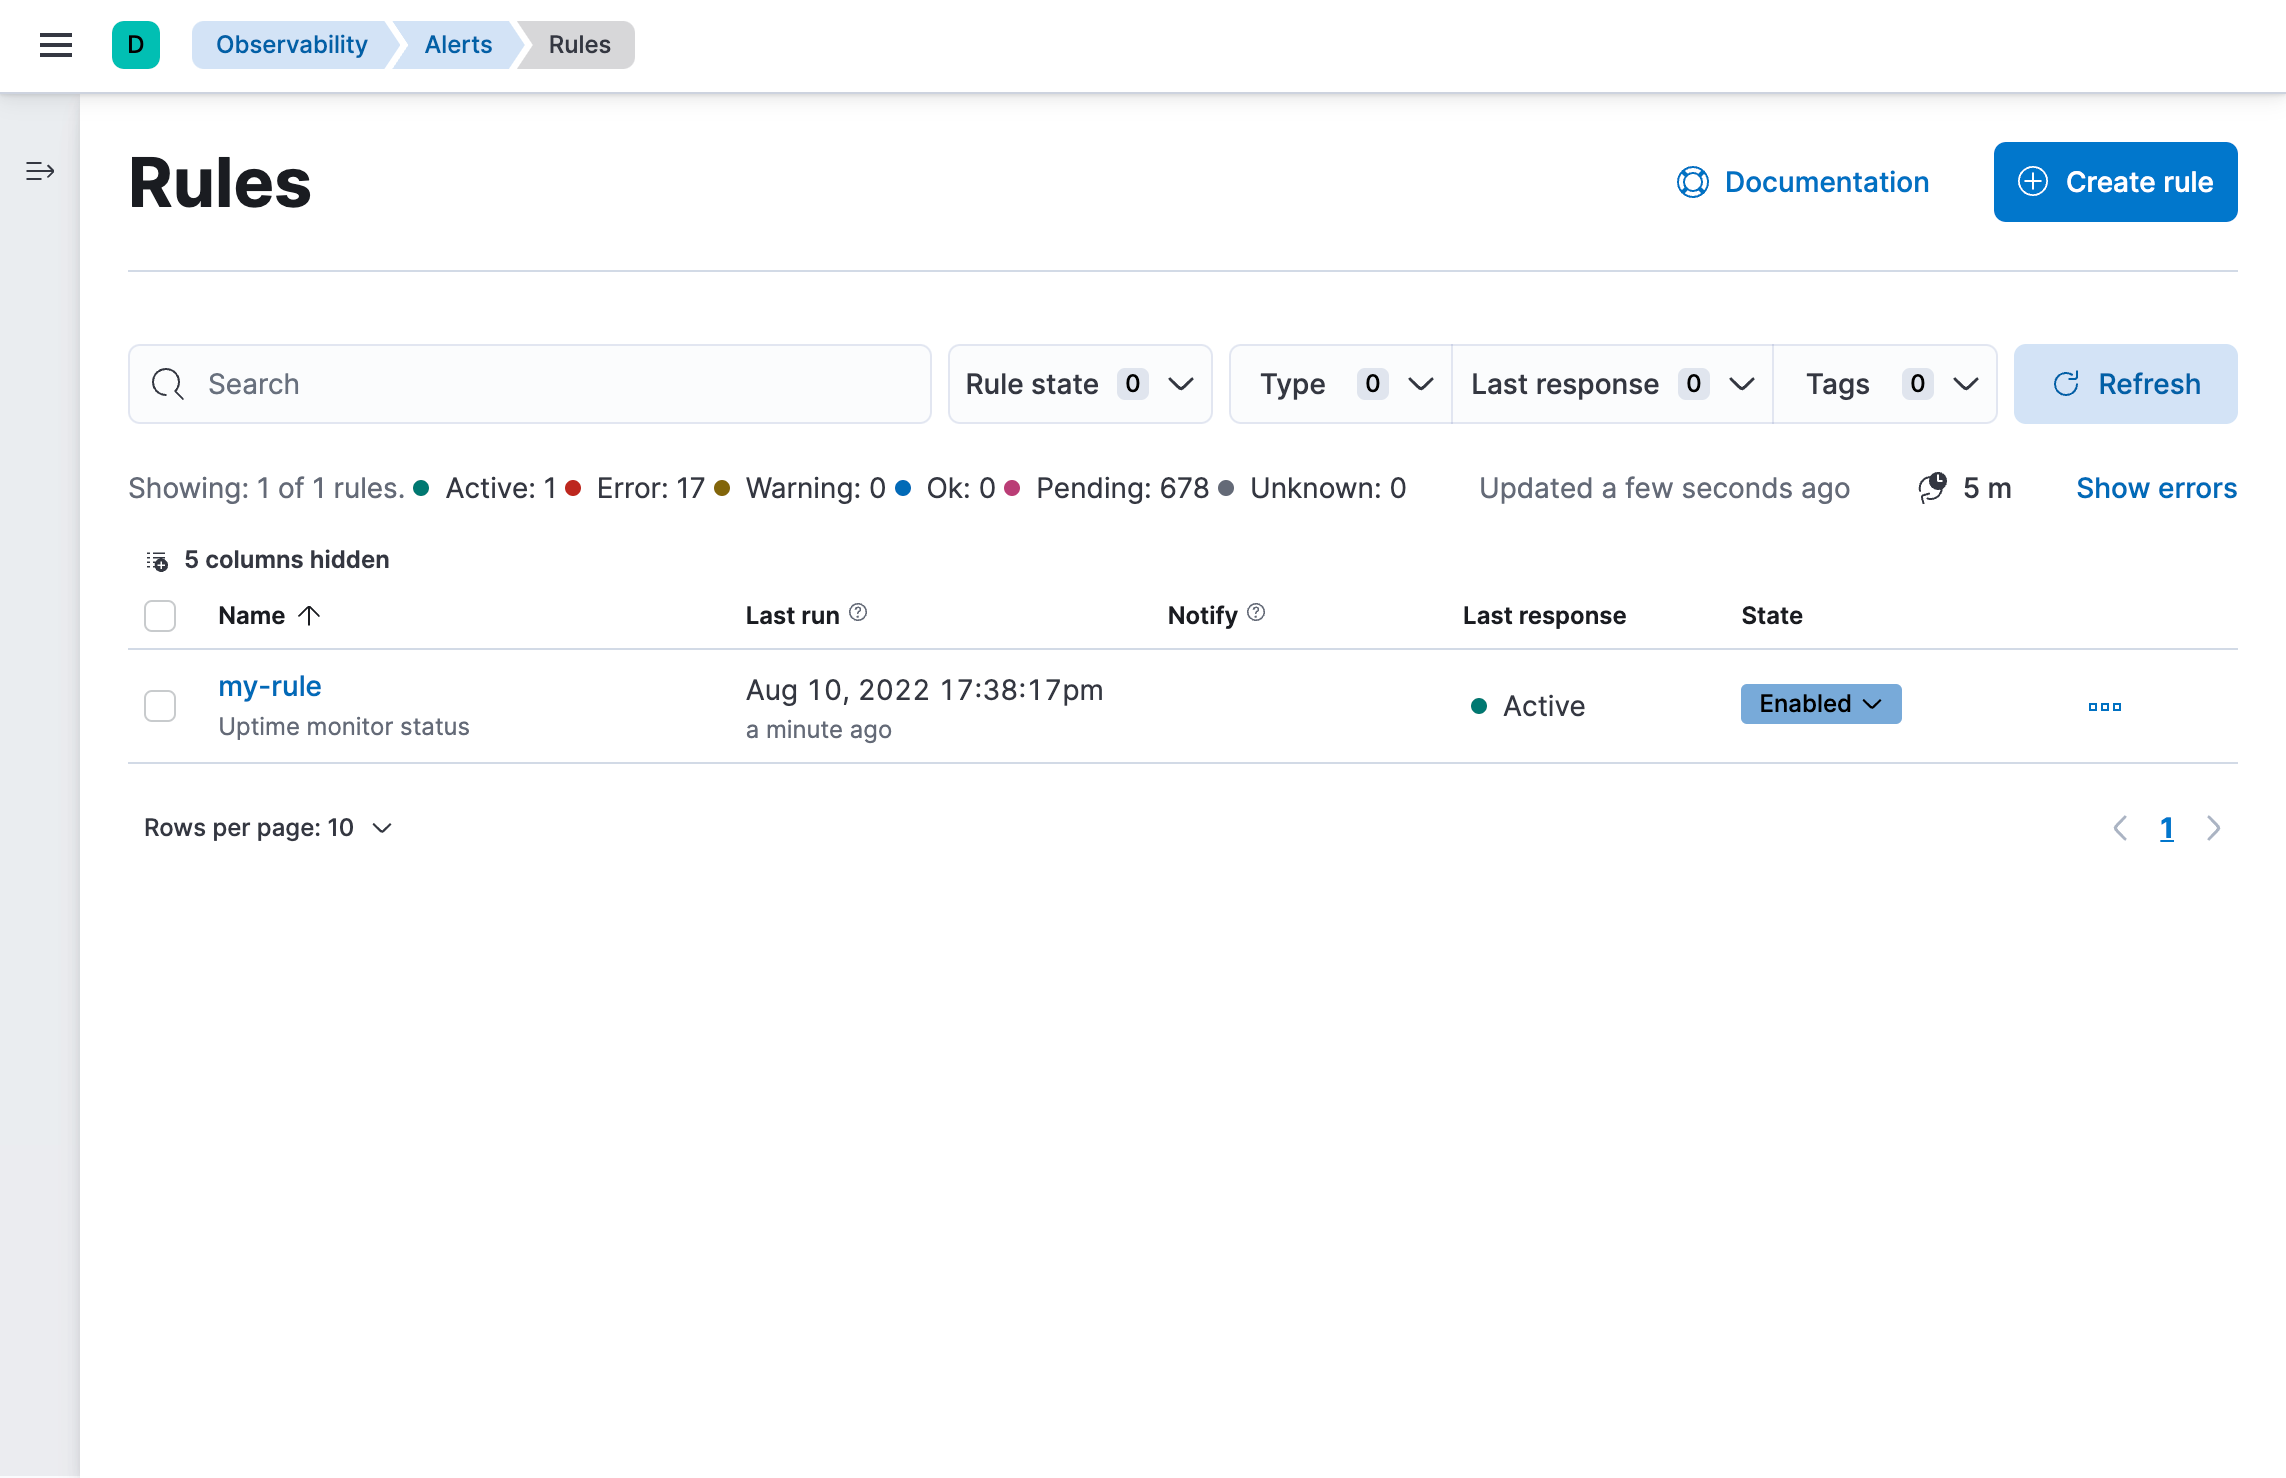 D Observability Alerts Rules
Rules
Documentation
Create rule
Search
Rule state 0
Type 0
Last response 0
Tags 0
Refresh
Showing: 1 of 1 rules. Active: 1 Error: 17 Warning: 0 Ok: 0 Pending: 678 Unknown: 0 Updated a few seconds ago 5 m Show errors
5 columns hidden
Name Last run Notify Last response State
my-rule
Uptime monitor status
Aug 10, 2022 17:38:17pm
a minute ago
Active
Enabled
Rows per page: 10
1